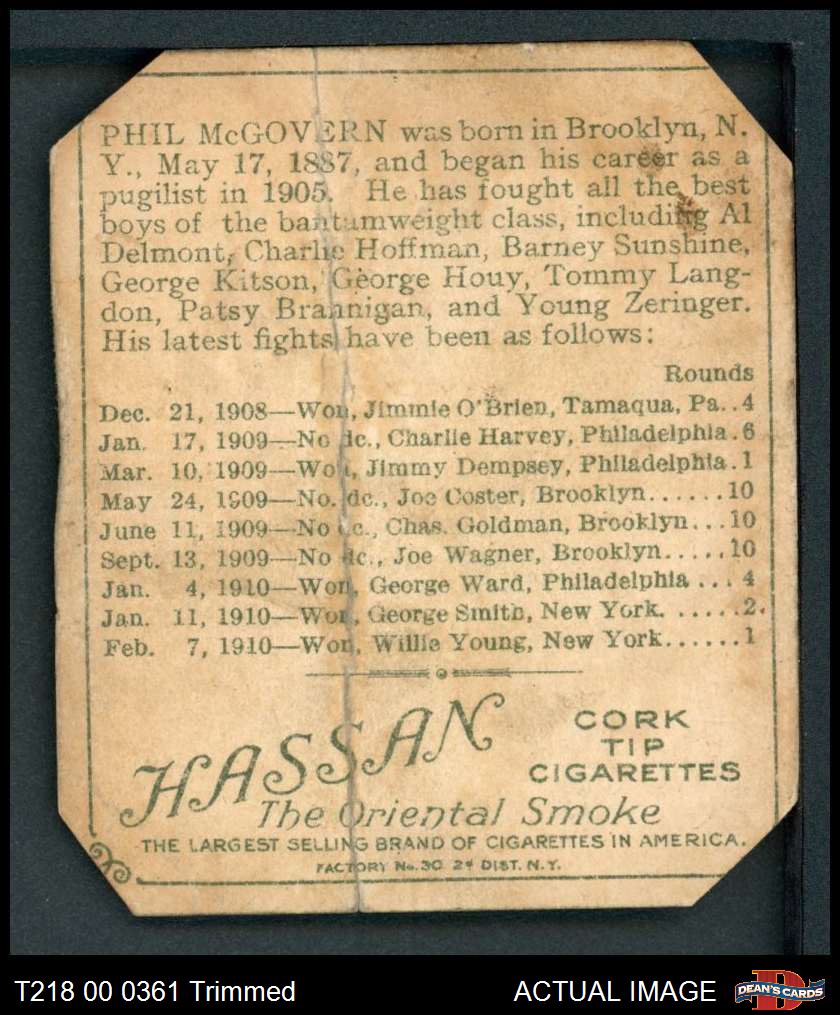 PHIL McGOVERN was born in Brooklyn, N.
Y., May 17, 1887, and began his career as a
pugilist in 1905. He has fought all the best
boys of the bantamweight class, including Al
Delmont, Charlie Hoffman, Barney Sunshine,
George Kitson, George Houy, Tommy Lang-
don, Patsy Brannigan, and Young Zeringer.
His latest fights have been as follows:
Rounds
Dec. 21, 1908—Won, Jimmie O'Brien, Tamaqua, Pa..4
Jan. 17, 1909—No dc., Charlie Harvey, Philadelphia.6
Mar. 10, 1909—Won, Jimmy Dempsey, Philadelphia.1
May 24, 1909—No. dc., Joe Coster, Brooklyn......10
June 11, 1909—No dc., Chas. Goldman, Brooklyn...10
Sept. 13, 1909—No dc., Joe Wagner, Brooklyn.....10
Jan. 4, 1910—Won, George Ward, Philadelphia ...4
Jan. 11, 1910—Won, George Smith, New York. .....2.
Feb. 7, 1910—Won, Willie Young, New York......1
HASSAN
CORK
TIP
CIGARETTES
The Oriental Smoke
THE LARGEST SELLING BRAND OF CIGARETTES IN AMERICA.
FACTORY No. 30 2d DIST. N.Y.
T218 00 0361 Trimmed
ACTUAL IMAGE
D
DEAN'S CARDS